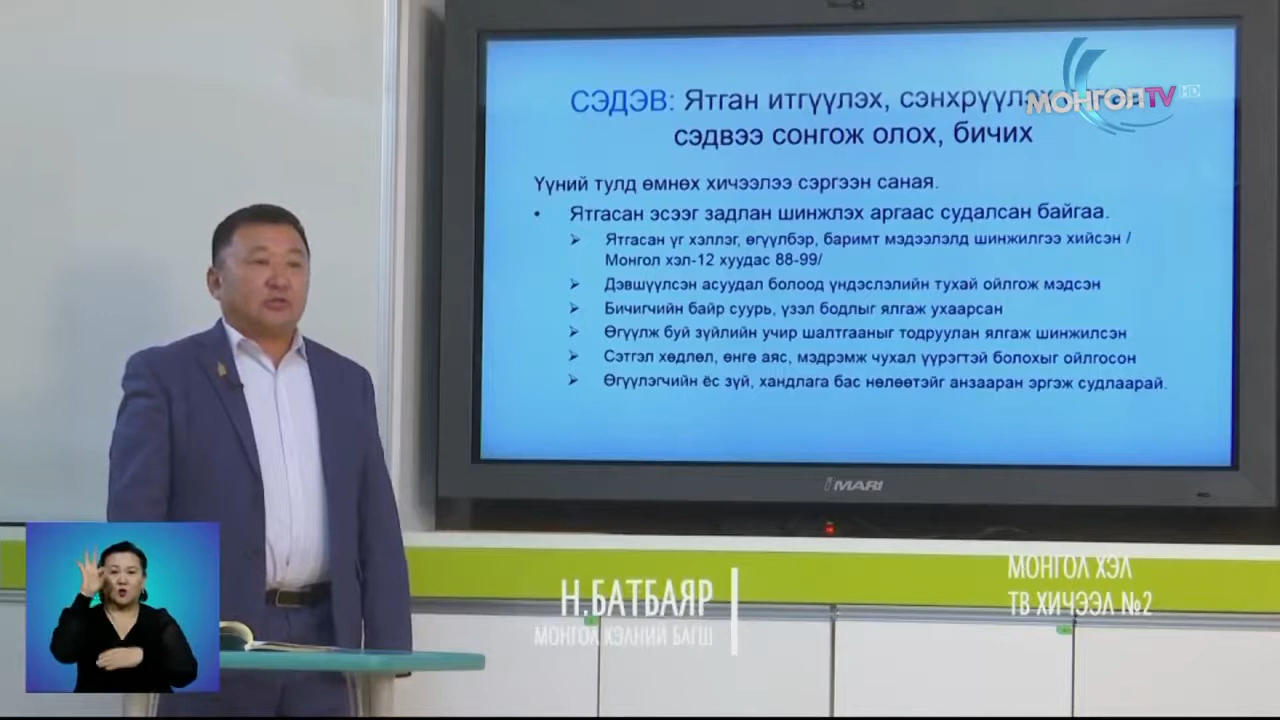 СЭДЭВ: Ятган итгүүлэх, сэнхрүүлэх
сэдвээ сонгож олох, бичих
МОНГОЛTV HD
Үүний тулд өмнөх хичээлээ сэргээн саная.
• Ятгасан эсээг задлан шинжлэх аргаас судалсан байгаа.
➢ Ятгасан үг хэллэг, өгүүлбэр, баримт мэдээлэлд шинжилгээ хийсэн /
Монгол хэл-12 хуудас 88-99/
➢ Дэвшүүлсэн асуудал болоод үндэслэлийн тухай ойлгож мэдсэн
➢ Бичигчийн байр суурь, үзэл бодлыг ялгаж ухаарсан
➢ Өгүүлж буй зүйлийн учир шалтгааныг тодруулан ялгаж шинжилсэн
➢ Сэтгэл хөдлөл, өнгө аяс, мэдрэмж чухал үүрэгтэй болохыг ойлгосон
➢ Өгүүлэгчийн ёс зүй, хандлага бас нөлөөтэйг анзааран эргэж судлаарай.
IMARI
Н.БАТБАЯР
МОНГОЛ ХЭЛНИЙ БАГШ
МОНГОЛ ХЭЛ
ТВ ХИЧЭЭЛ №2